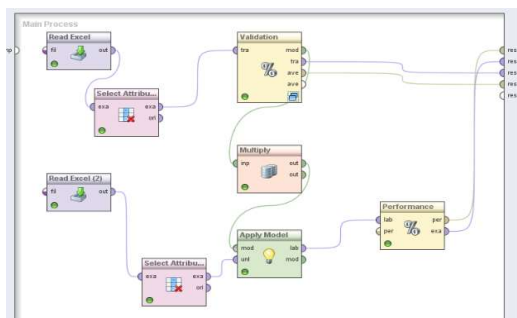 Main Process
Read Excel
fil
out
Select Attribu...
exa
exa
ori
Validation
tra
mod
tra
ave
ave
Multiply
inp
out
out
Read Excel (2)
fil
out
Select Attribu...
exa
exa
ori
Apply Model
mod
unl
lab
mod
Performance
lab
per
per
exa
res
res
res
res
res